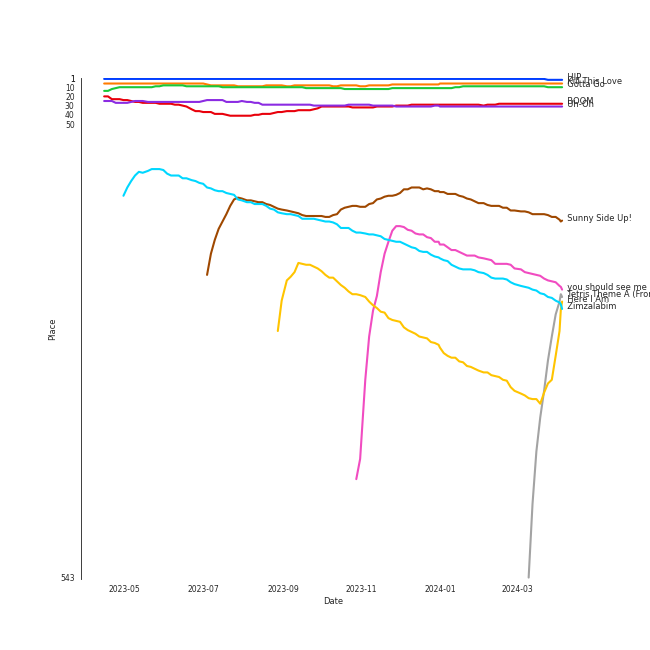 1
10
20
30
40
50
543
Place
2023-05
2023-07
2023-09
2023-11
2024-01
2024-03
Date
HIP
Kill This Love
Gotta Go
BOOM
Uh-Oh
Sunny Side Up!
you should see me
Tetris Theme A (From
Here I Am
Zimzalabim